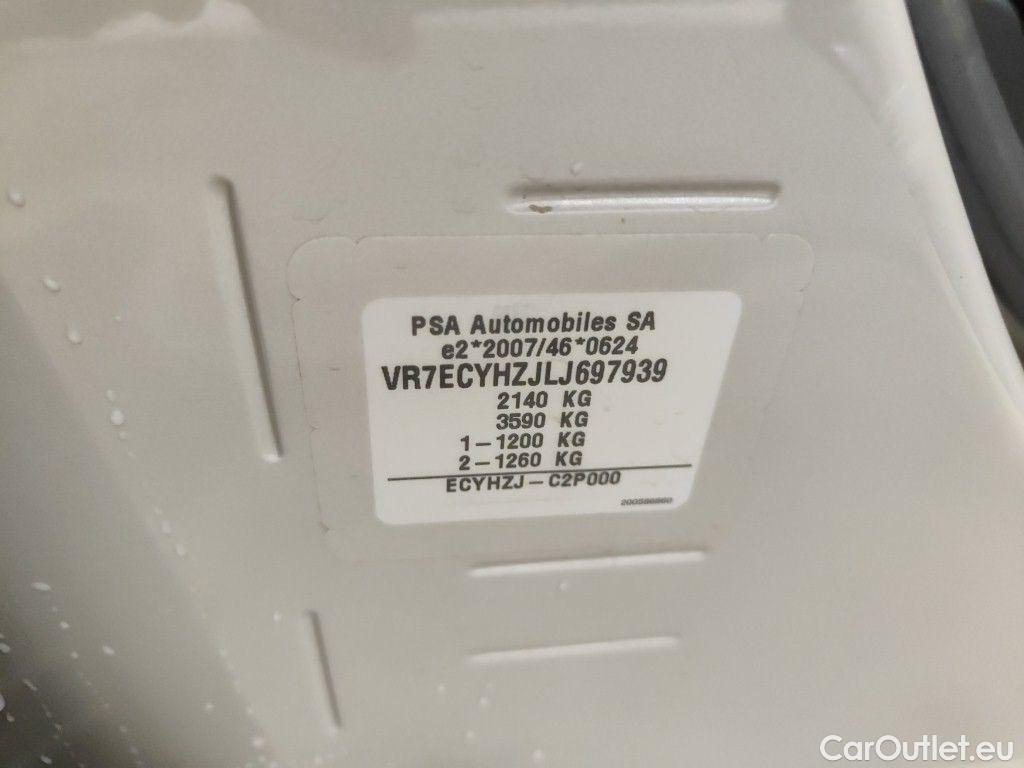 PSA Automobiles SA
e2*2007/46*0624
VR7ECYHZJLJ697939
2140 KG
3590 KG
1-1200 KG
2-1260 KG
ECYHZJ-C2P000
200586860
CarOutlet.eu